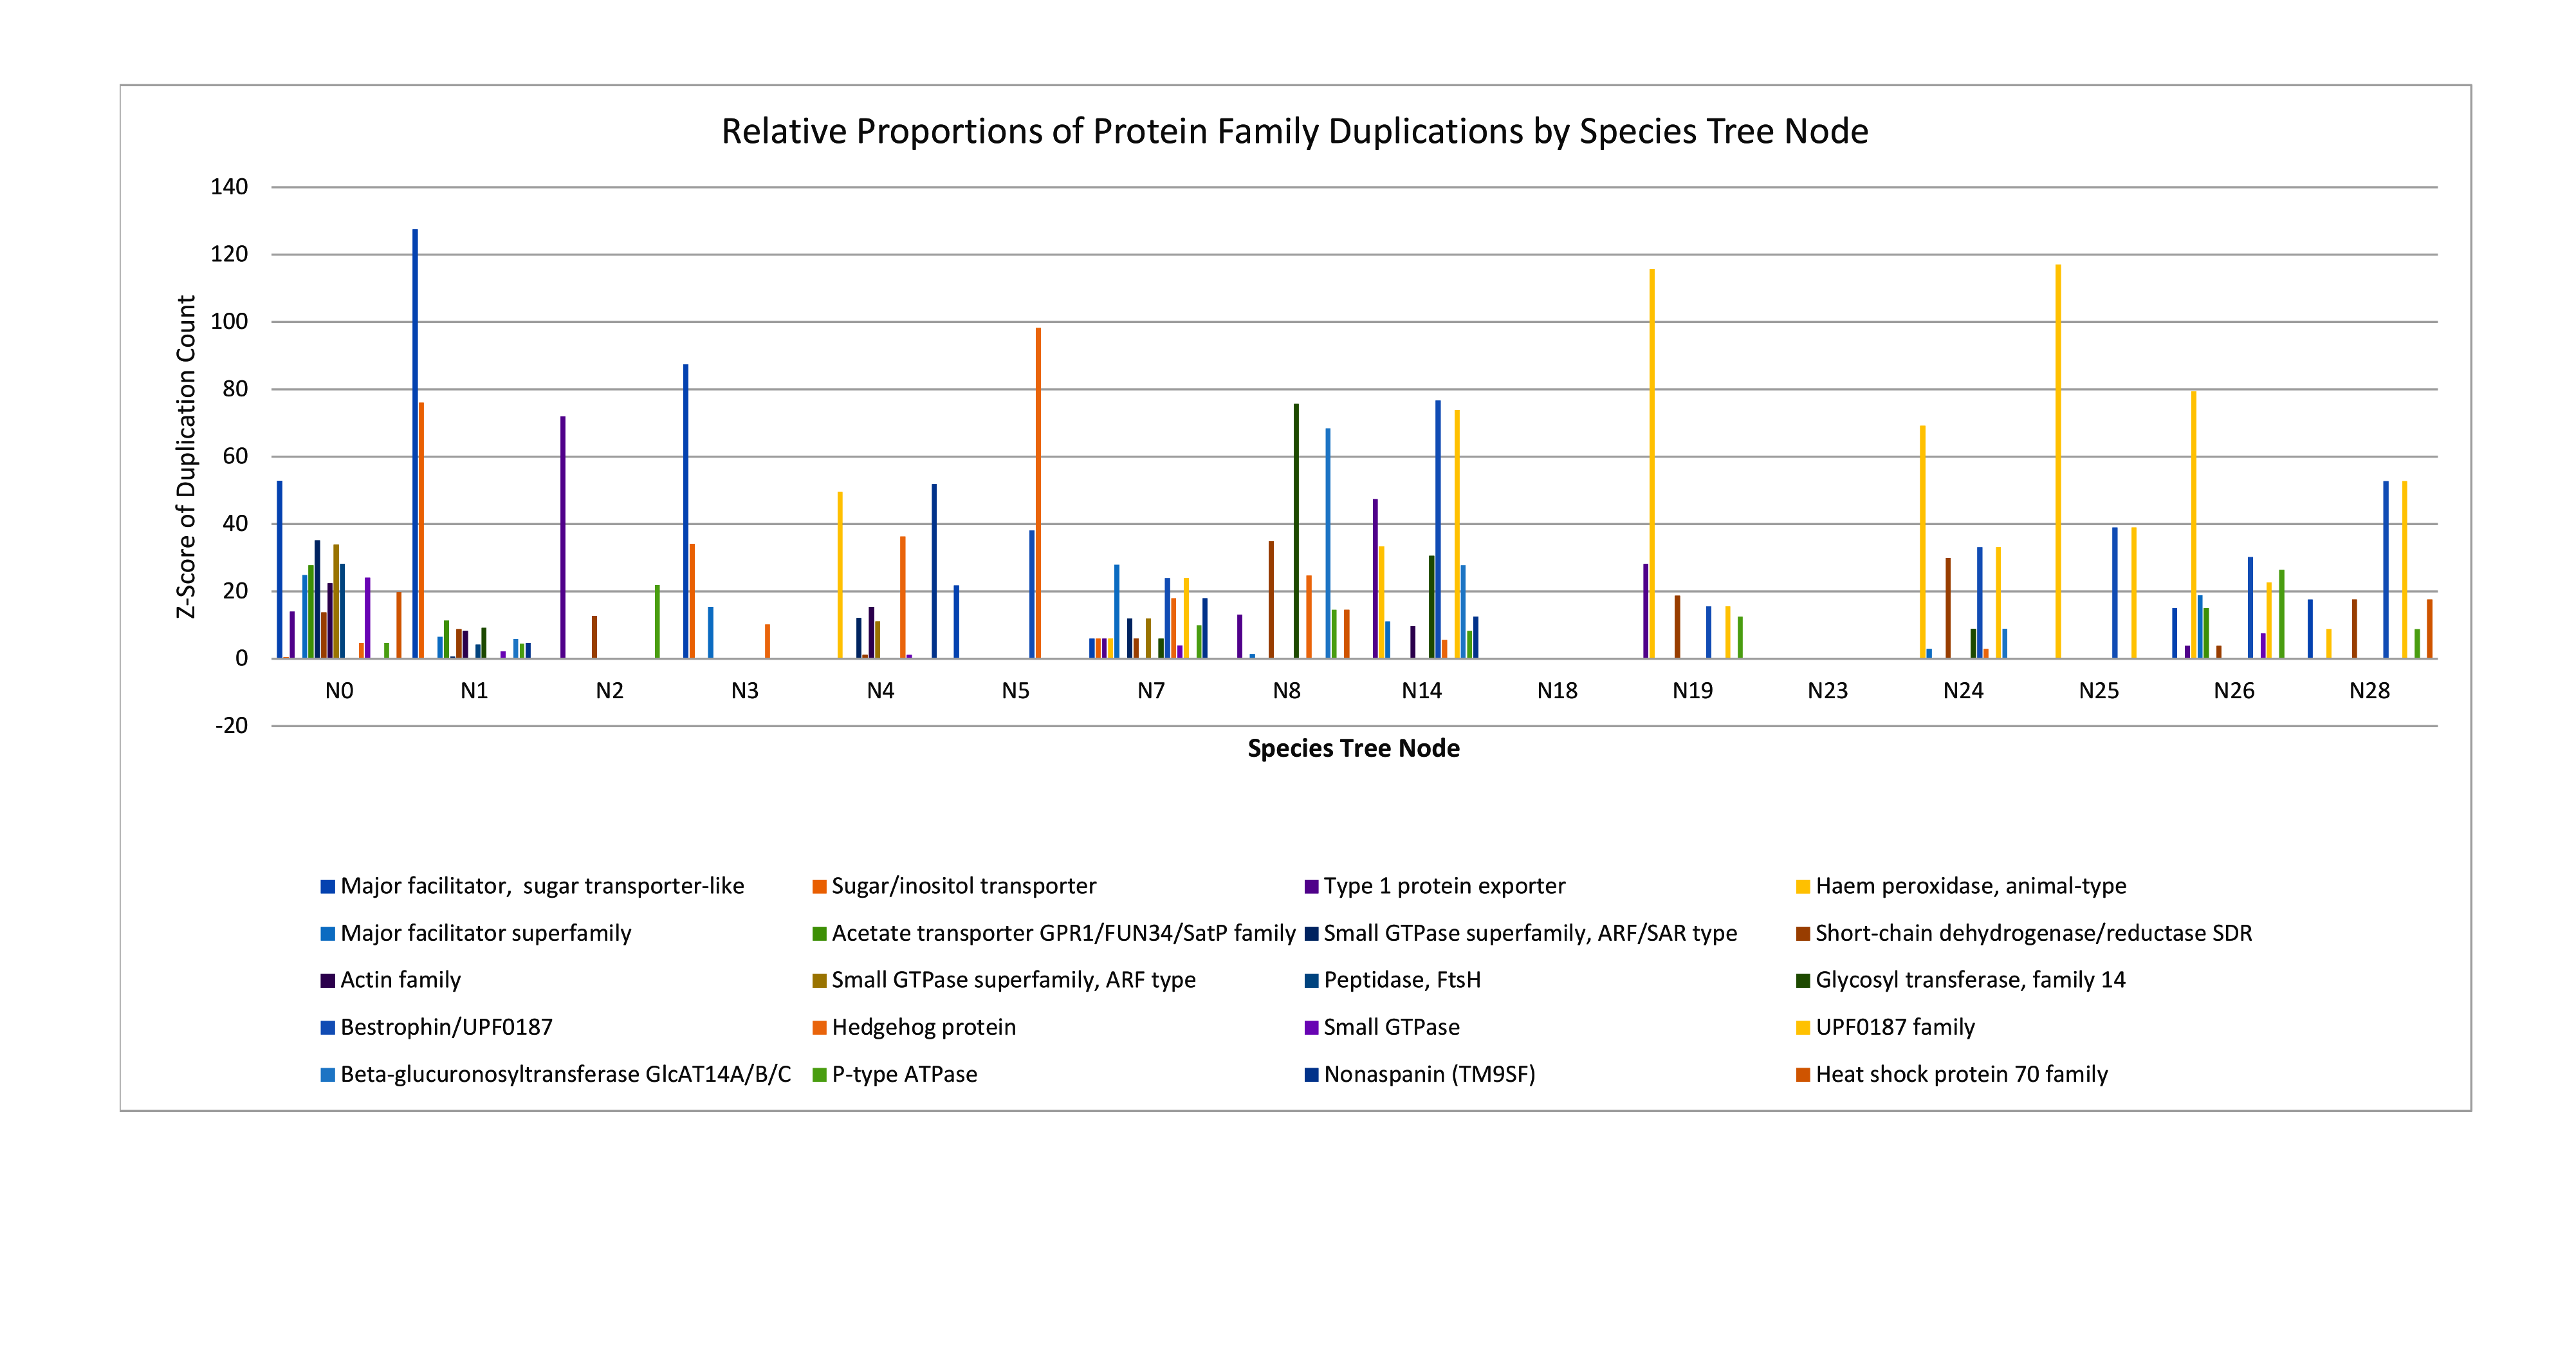 Relative Proportions of Protein Family Duplications by Species Tree Node
140
120
100
80
60
40
20
0
-20
Z-Score of Duplication Count
N0 N1 N2 N3 N4 N5 N7 N8 N14 N18 N19 N23 N24 N25 N26 N28
Species Tree Node
Major facilitator,  sugar transporter-like Sugar/inositol transporter Type 1 protein exporter Haem peroxidase, animal-type
Major facilitator superfamily Acetate transporter GPR1/FUN34/SatP family Small GTPase superfamily, ARF/SAR type Short-chain dehydrogenase/reductase SDR
Actin family Small GTPase superfamily, ARF type Peptidase, FtsH Glycosyl transferase, family 14
Bestrophin/UPF0187 Hedgehog protein Small GTPase UPF0187 family
Beta-glucuronosyltransferase GlcAT14A/B/C P-type ATPase Nonaspanin (TM9SF) Heat shock protein 70 family